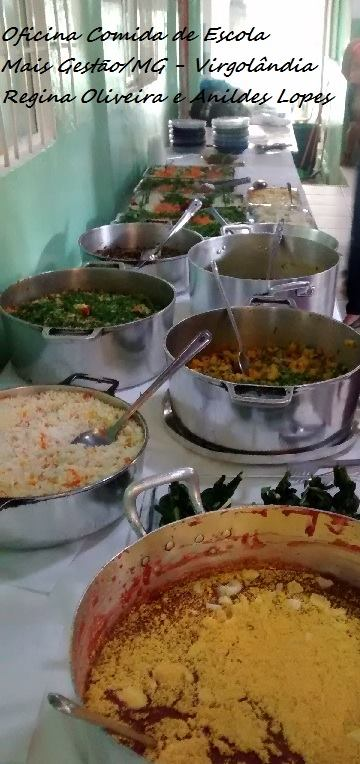 Oficina Comida de Escola
Mais Gestão/MG - Virgolândia
Regina Oliveira e Anildes Lopes